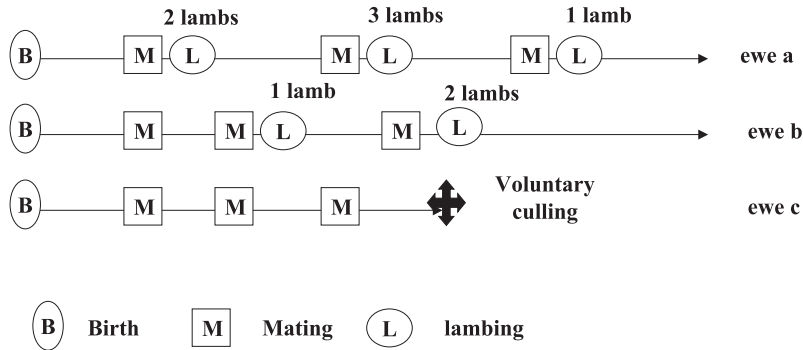 2 lambs 3 lambs 1 lamb
B M L M L M L ewe a
1 lamb 2 lambs
B M M L M L ewe b
Voluntary
culling
B M M M ewe c
B Birth M Mating L lambing